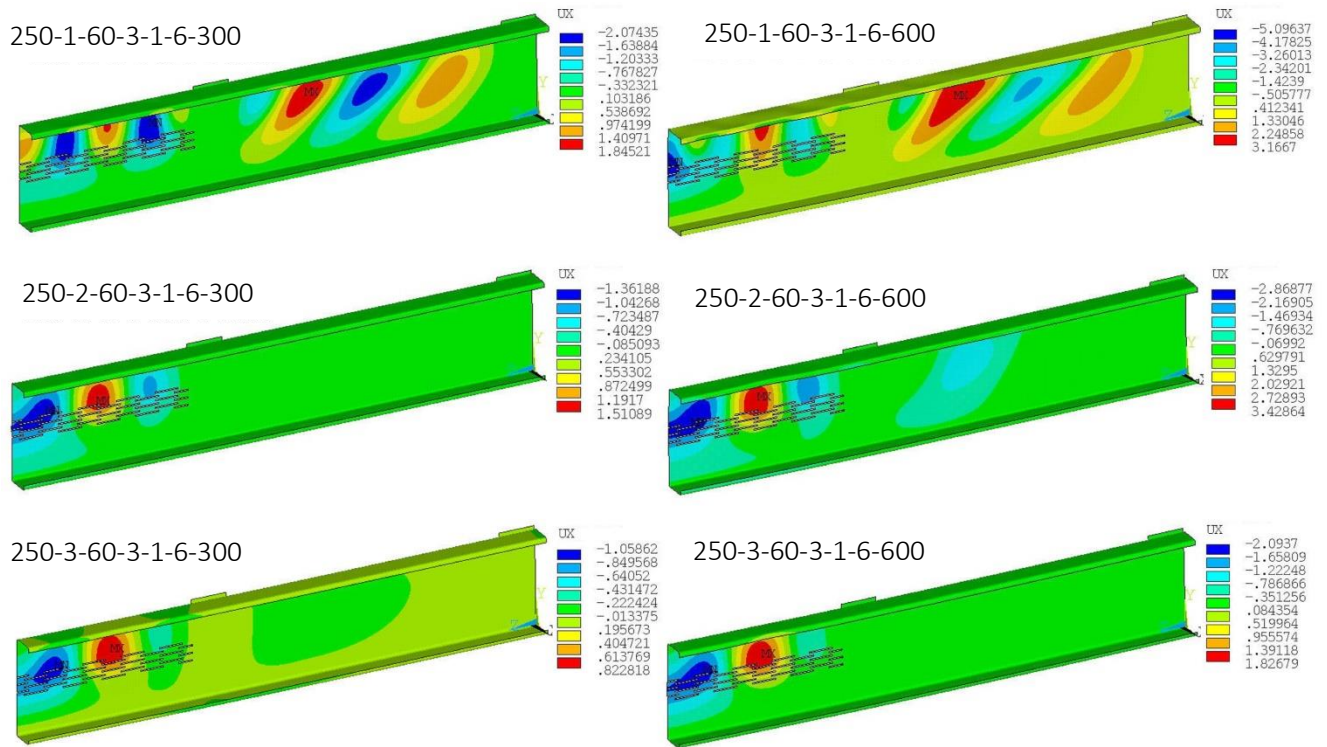 250-1-60-3-1-6-300
UX
-2.07435
-1.63884
-1.20333
-.767827
-.332321
.103186
.538692
.974199
1.40971
1.84521
MX
Y
Z
250-1-60-3-1-6-600
UX
-5.09637
-4.17825
-3.26013
-2.34201
-1.4239
-.505777
.412341
1.33046
2.24858
3.1667
MX
Y
Z
250-2-60-3-1-6-300
UX
-1.36188
-1.04268
-.723487
-.40429
-.085093
.234105
.553302
.872499
1.1917
1.51089
MX
Y
250-2-60-3-1-6-600
UX
-2.86877
-2.16905
-1.46934
-.769632
-.06992
.629791
1.3295
2.02921
2.72893
3.42864
MX
Y
Z
250-3-60-3-1-6-300
UX
-1.05862
-.849568
-.64052
-.431472
-.222424
-.013375
.195673
.404721
.613769
.822818
MX
Y
Z
250-3-60-3-1-6-600
UX
-2.0937
-1.65809
-1.22248
-.786866
-.351256
.084354
.519964
.955574
1.39118
1.82679
MX
Y
Z